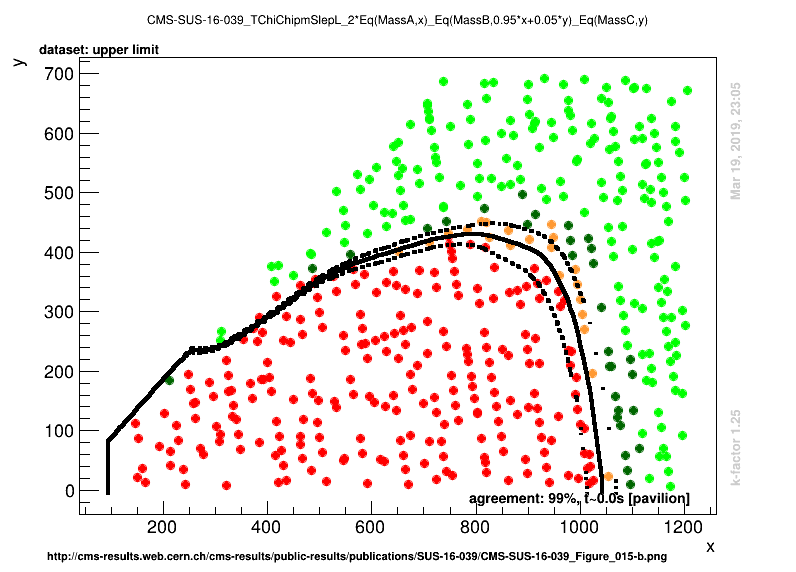 CMS-SUS-16-039_TChiChipmSlepL_2*Eq(MassA,x)_Eq(MassB,0.95*x+0.05*y)_Eq(MassC,y)
dataset: upper limit
y
700
600
500
400
300
200
100
0
200
400
600
800
1000
1200
x
agreement: 99%, t~0.0s [pavilion]
Mar 19, 2019, 23:05
k-factor 1.25
http://cms-results.web.cern.ch/cms-results/public-results/publications/SUS-16-039/CMS-SUS-16-039_Figure_015-b.png